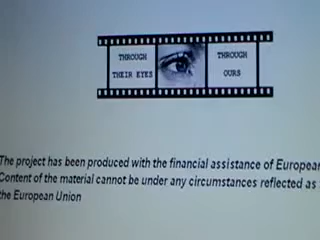 THROUGH
THEIR EYES
THROUGH
OURS
The project has been produced with the financial assistance of European
Content of the material cannot be under any circumstances reflected as
the European Union